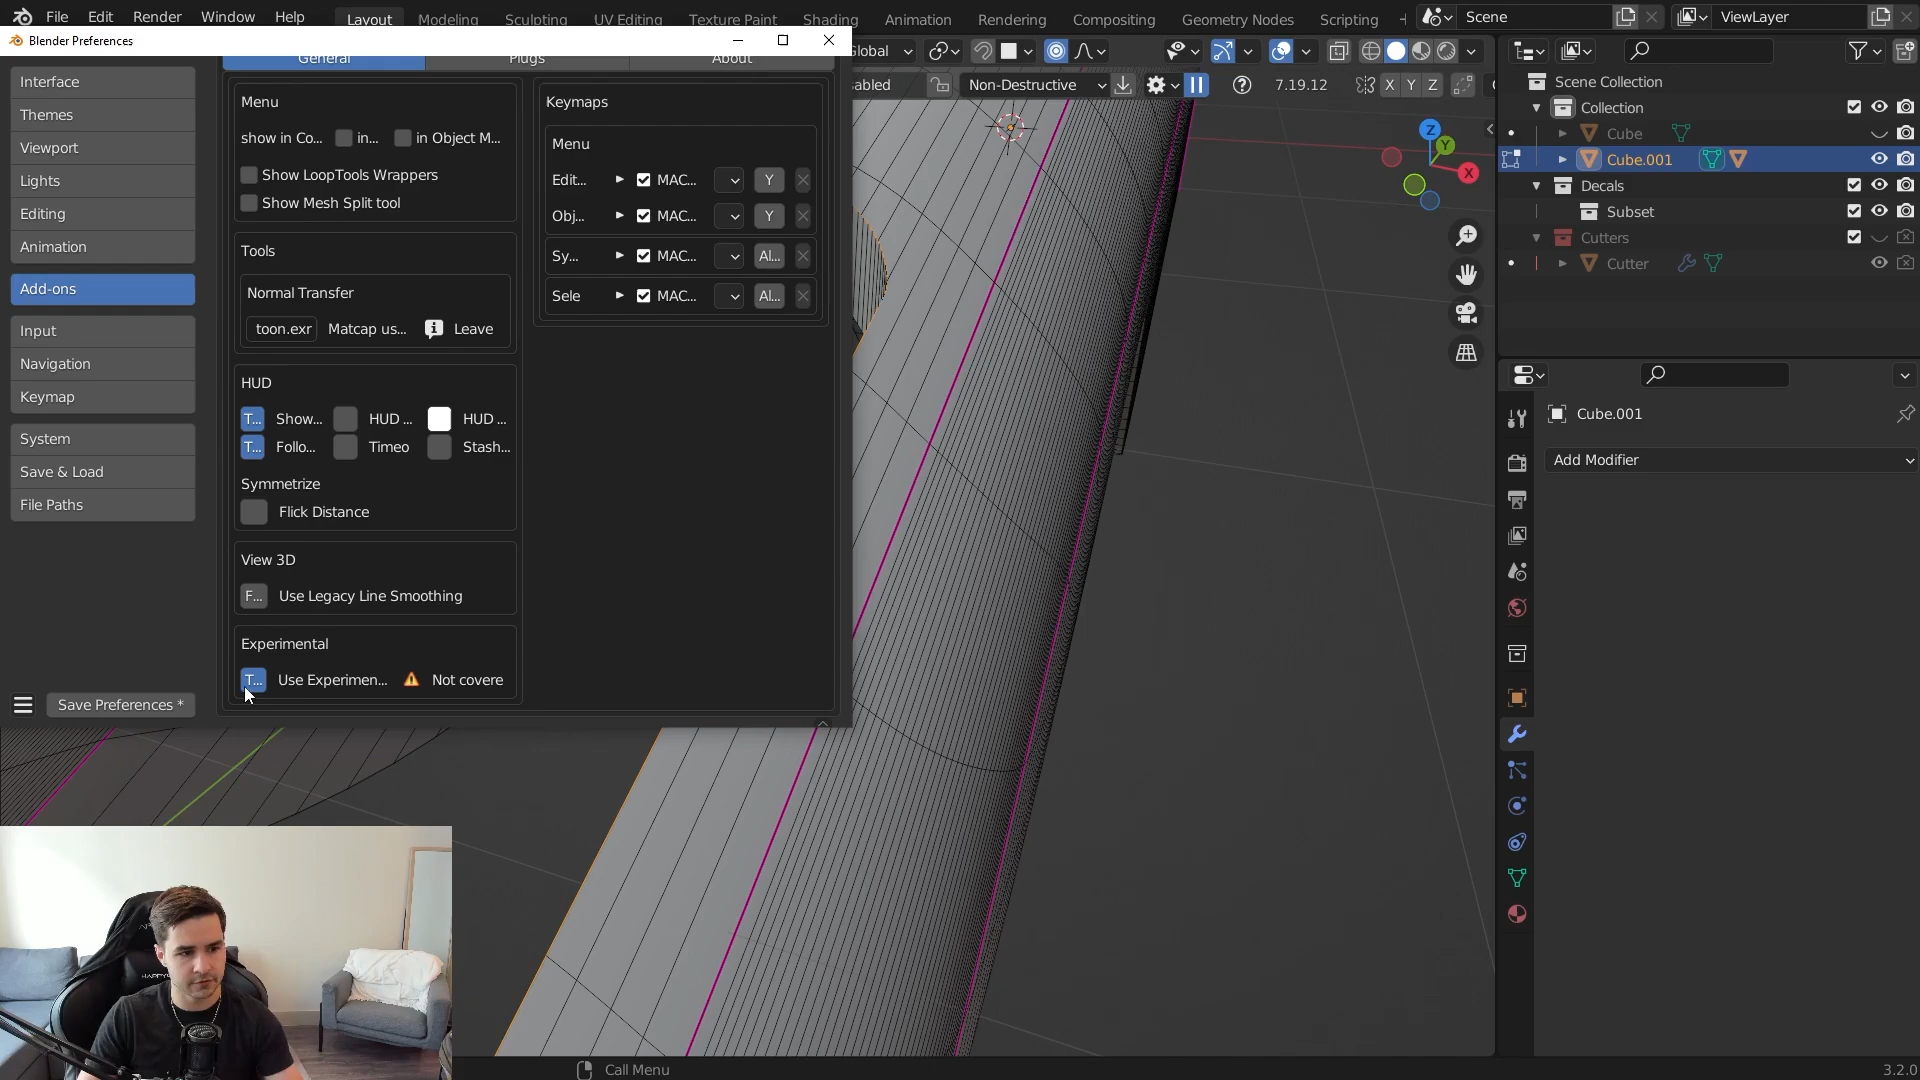 File Edit Render Window Help
Layout Modeling Sculpting UV Editing Texture Paint Shading Animation Rendering Compositing Geometry Nodes Scripting +
Scene
ViewLayer
Blender Preferences
General
Plugs
About
Interface
Themes
Viewport
Lights
Editing
Animation
Add-ons
Input
Navigation
Keymap
System
Save & Load
File Paths
Save Preferences *
Menu
show in Co... in... in Object M...
Show LoopTools Wrappers
Show Mesh Split tool
Tools
Normal Transfer
toon.exr Matcap us... Leave
HUD
T... Show... HUD ... HUD ...
T... Follo... Timeo Stash...
Symmetrize
Flick Distance
View 3D
F... Use Legacy Line Smoothing
Experimental
T... Use Experimen... Not covere
Keymaps
Menu
Edit... MAC... Y
Obj... MAC... Y
Sy... MAC... Al...
Sele MAC... Al...
lobal
abled
Non-Destructive
7.19.12
X Y Z
Z
Y
X
Scene Collection
Collection
Cube
Cube.001
Decals
Subset
Cutters
Cutter
Cube.001
Add Modifier
Call Menu
3.2.0